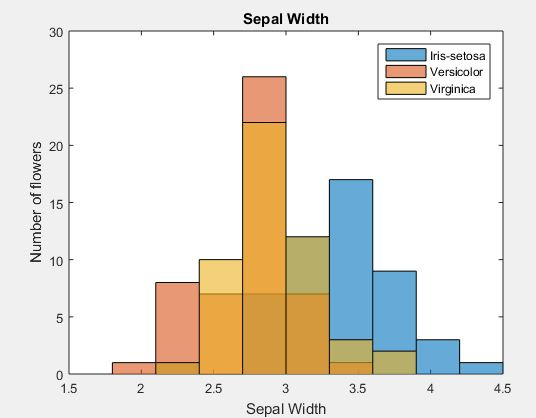 Sepal Width
30
25
20
15
10
5
0
Number of flowers
Iris-setosa
Versicolor
Virginica
1.5 2 2.5 3 3.5 4 4.5
Sepal Width